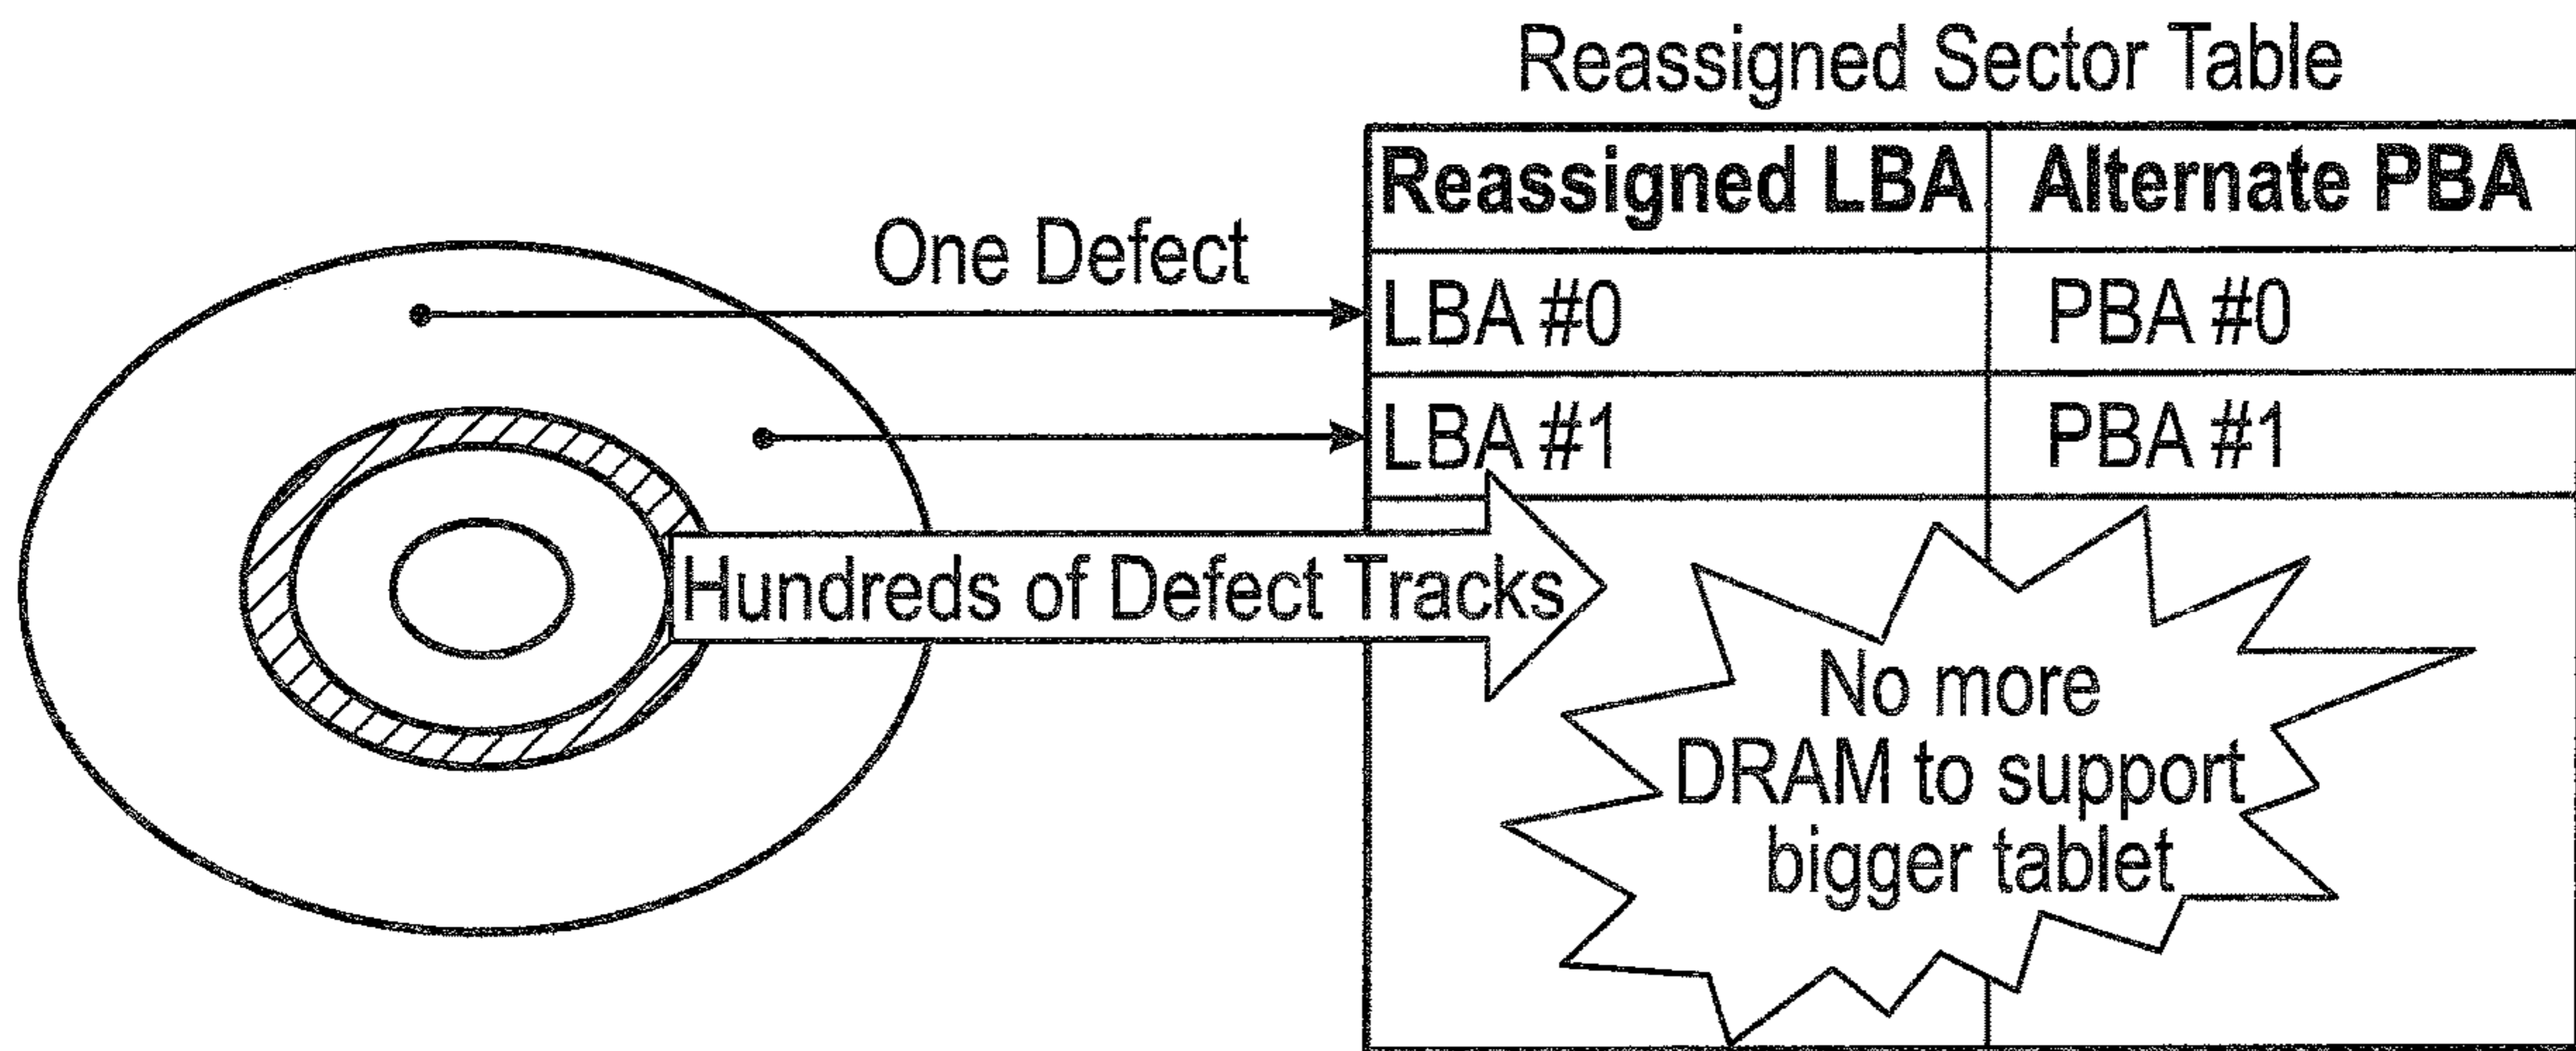 Reassigned Sector Table
Reassigned LBA Alternate PBA
One Defect
LBA #0 PBA #0
LBA #1 PBA #1
Hundreds of Defect Tracks
No more
DRAM to support
bigger tablet